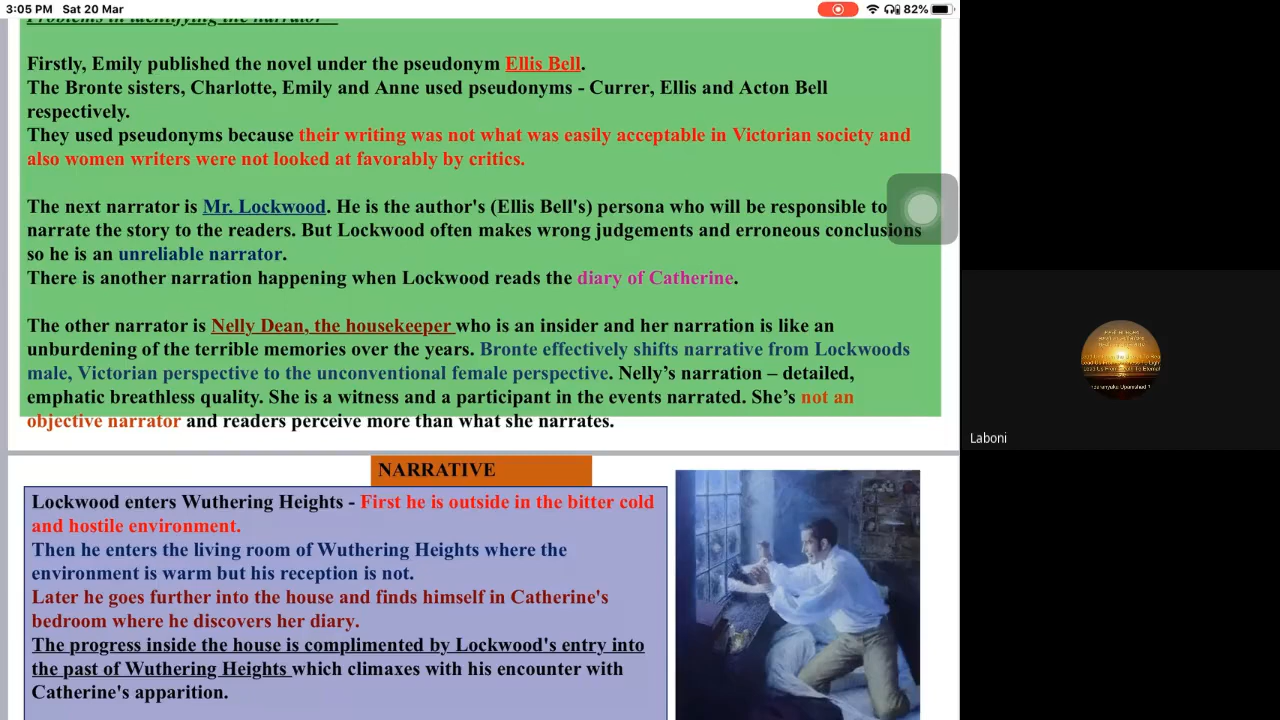 3:05 PM Sat 20 Mar
82%
Problems in identifying the narrator
Firstly, Emily published the novel under the pseudonym Ellis Bell.
The Bronte sisters, Charlotte, Emily and Anne used pseudonyms - Currer, Ellis and Acton Bell
respectively.
They used pseudonyms because their writing was not what was easily acceptable in Victorian society and
also women writers were not looked at favorably by critics.
The next narrator is Mr. Lockwood. He is the author's (Ellis Bell's) persona who will be responsible to
narrate the story to the readers. But Lockwood often makes wrong judgements and erroneous conclusions
so he is an unreliable narrator.
There is another narration happening when Lockwood reads the diary of Catherine.
The other narrator is Nelly Dean, the housekeeper who is an insider and her narration is like an
unburdening of the terrible memories over the years. Bronte effectively shifts narrative from Lockwoods
male, Victorian perspective to the unconventional female perspective. Nelly's narration – detailed,
emphatic breathless quality. She is a witness and a participant in the events narrated. She's not an
objective narrator and readers perceive more than what she narrates.
NARRATIVE
Lockwood enters Wuthering Heights - First he is outside in the bitter cold
and hostile environment.
Then he enters the living room of Wuthering Heights where the
environment is warm but his reception is not.
Later he goes further into the house and finds himself in Catherine's
bedroom where he discovers her diary.
The progress inside the house is complimented by Lockwood's entry into
the past of Wuthering Heights which climaxes with his encounter with
Catherine's apparition.
Laboni